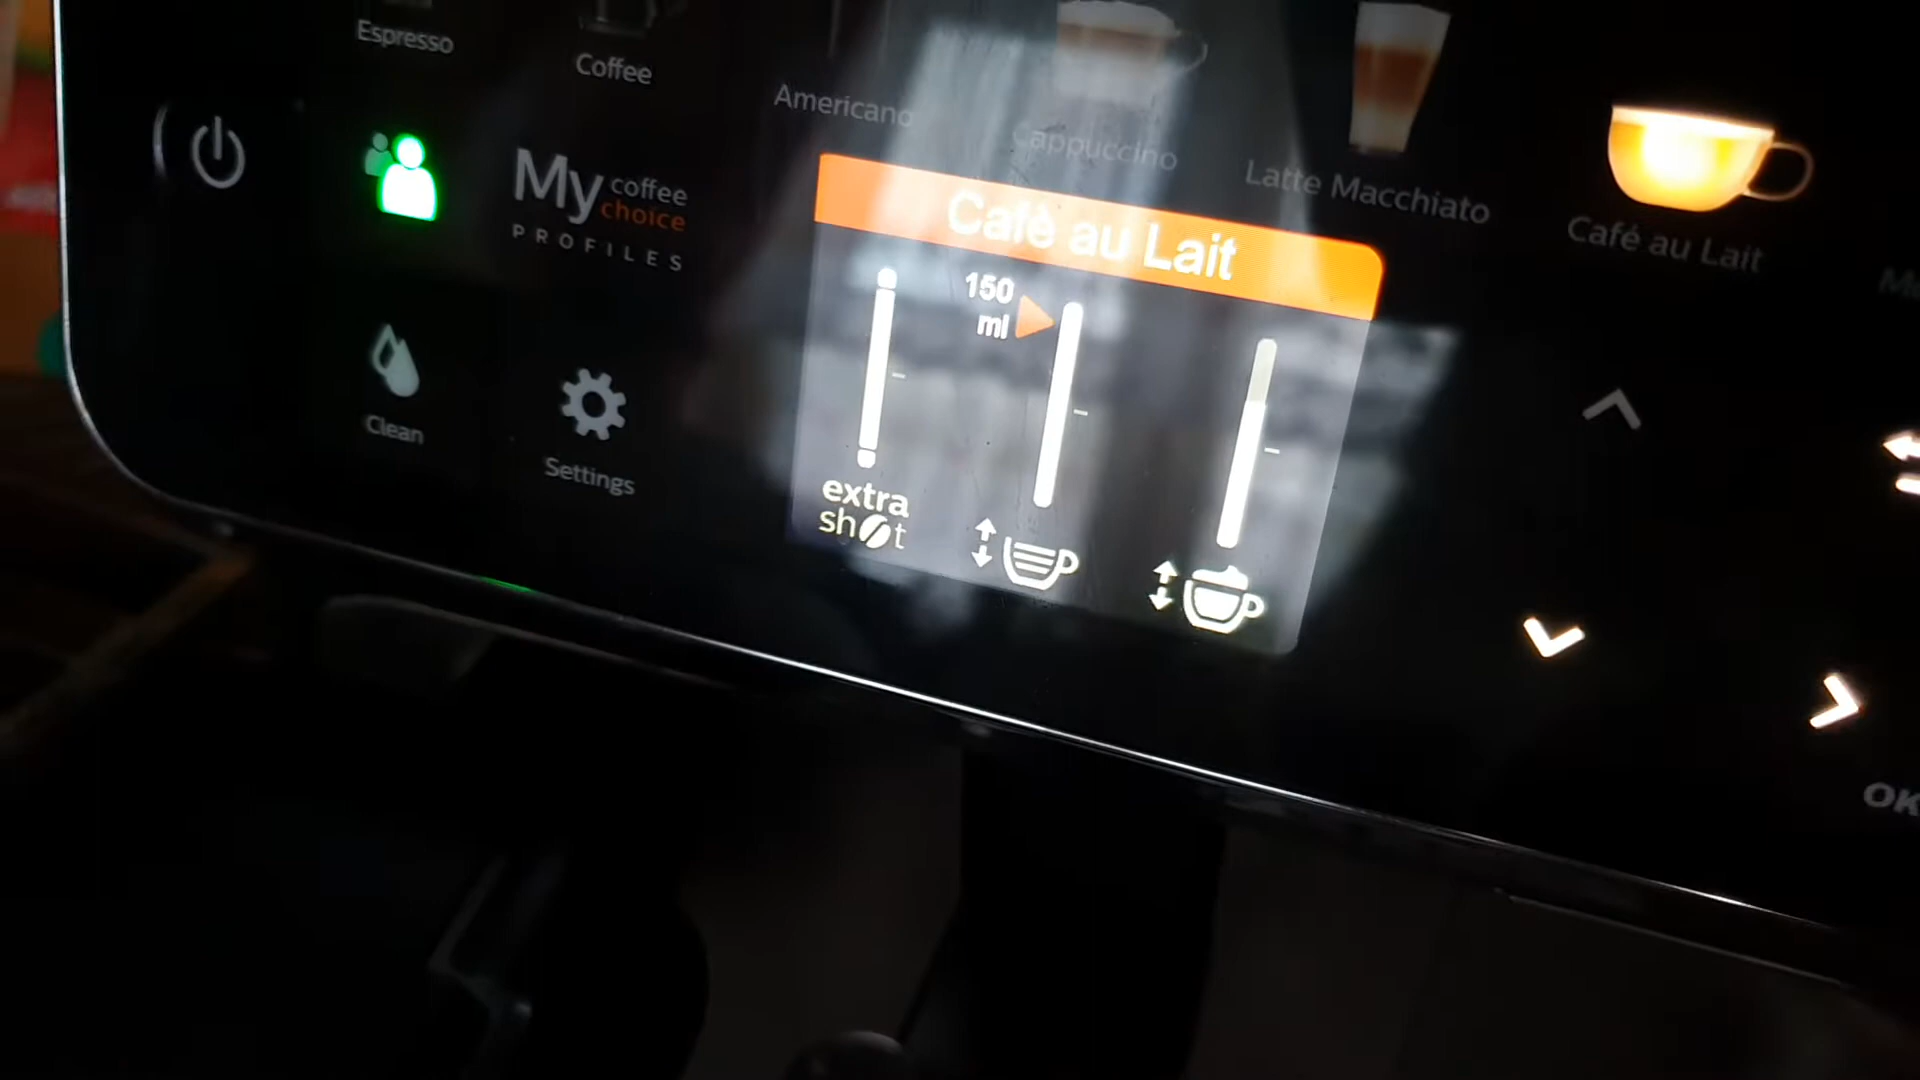 Espresso
Coffee
Americano
Cappuccino
Latte Macchiato
Café au Lait
My coffee
choice
PROFILES
Café au Lait
150
ml
Clean
Settings
extra
shot
OK